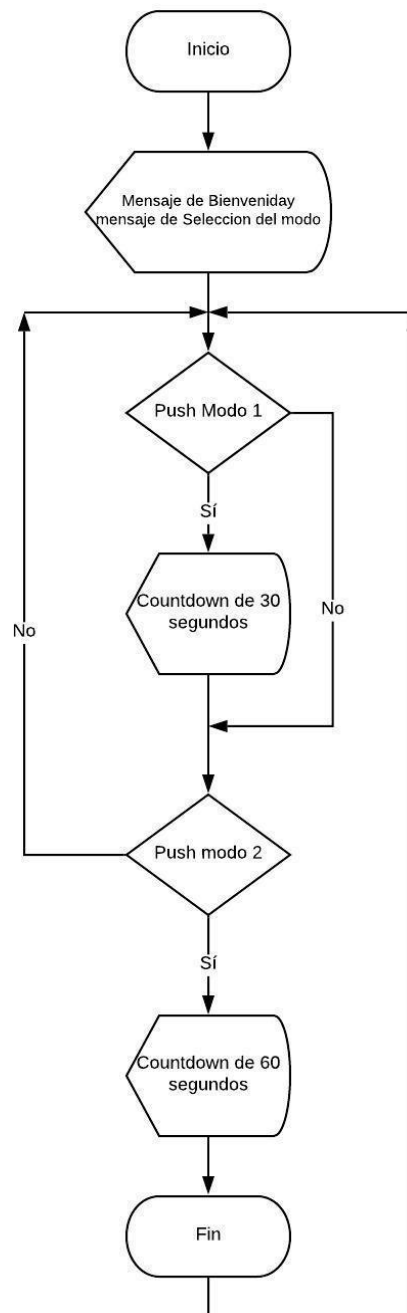 Inicio
Mensaje de Bienveniday
mensaje de Seleccion del modo
Push Modo 1
Sí
Countdown de 30
segundos
No
No
Push modo 2
Sí
Countdown de 60
segundos
Fin